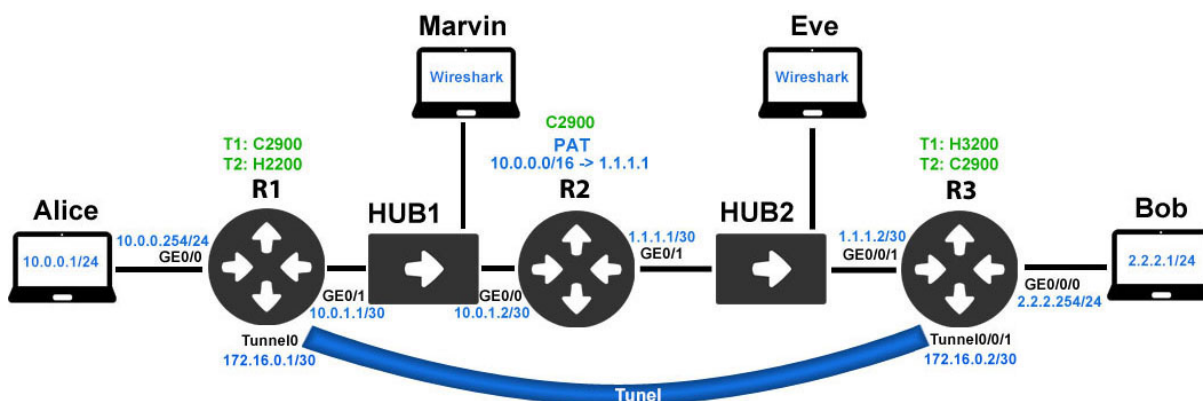 Marvin
Eve
Wireshark
Wireshark
C2900
PAT
10.0.0.0/16 -> 1.1.1.1
T1: C2900
T2: H2200
T1: H3200
T2: C2900
R1
R2
R3
Alice
HUB1
HUB2
Bob
10.0.0.1/24
10.0.0.254/24
GE0/0
1.1.1.1/30
GE0/1
1.1.1.2/30
GE0/0/1
2.2.2.1/24
GE0/1
10.0.1.1/30
GE0/0
10.0.1.2/30
GE0/0/0
2.2.2.254/24
Tunnel0
172.16.0.1/30
Tunnel0/0/1
172.16.0.2/30
Tunel